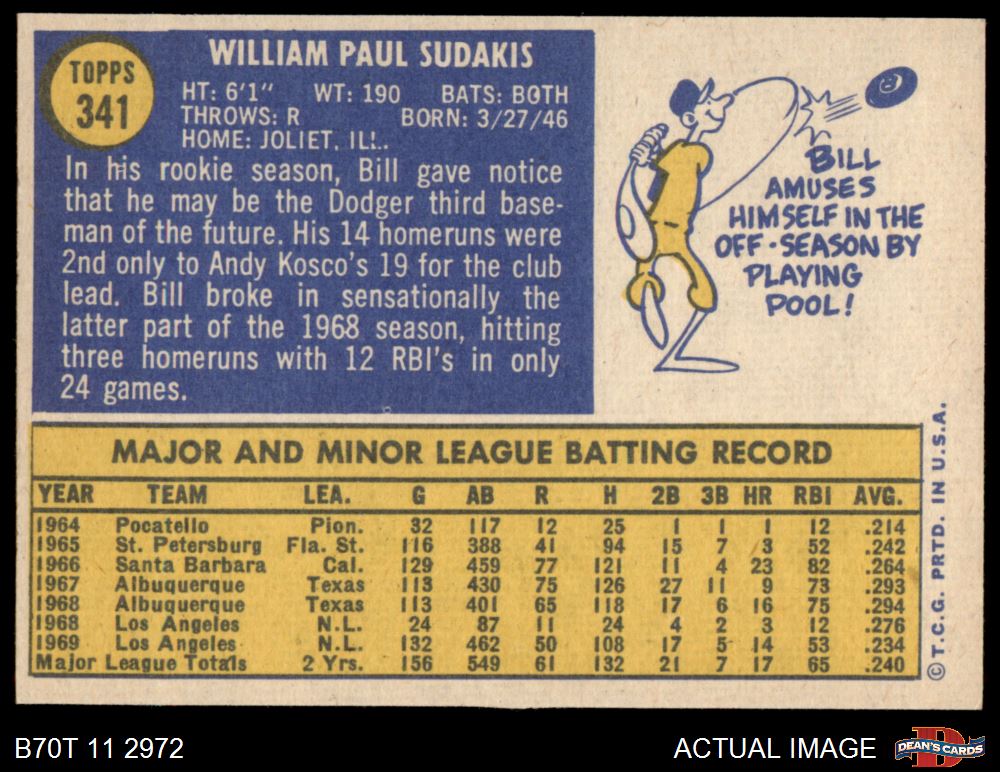 TOPPS
341
WILLIAM PAUL SUDAKIS
HT: 6'1" WT: 190 BATS: BOTH
THROWS: R BORN: 3/27/46
HOME: JOLIET, ILL.
In his rookie season, Bill gave notice
that he may be the Dodger third base-
man of the future. His 14 homeruns were
2nd only to Andy Kosco's 19 for the club
lead. Bill broke in sensationally the
latter part of the 1968 season, hitting
three homeruns with 12 RBI's in only
24 games.
BILL
AMUSES
HIMSELF IN THE
OFF-SEASON BY
PLAYING
POOL!
MAJOR AND MINOR LEAGUE BATTING RECORD
YEAR TEAM LEA. G AB R H 2B 3B HR RBI AVG.
1964 Pocatello Pion. 32 117 12 25 1 1 1 12 .214
1965 St. Petersburg Fla. St. 116 388 41 94 15 7 3 52 .242
1966 Santa Barbara Cal. 129 459 77 121 11 4 23 82 .264
1967 Albuquerque Texas 113 430 75 126 27 11 9 73 .293
1968 Albuquerque Texas 113 401 65 118 17 6 16 75 .294
1968 Los Angeles N.L. 24 87 11 24 4 2 3 12 .276
1969 Los Angeles N.L. 132 462 50 108 17 5 14 53 .234
Major League Totals 2 Yrs. 156 549 61 132 21 7 17 65 .240
© T.C.G. PRTD. IN U.S.A.
B70T 11 2972
ACTUAL IMAGE
D
DEAN'S CARDS